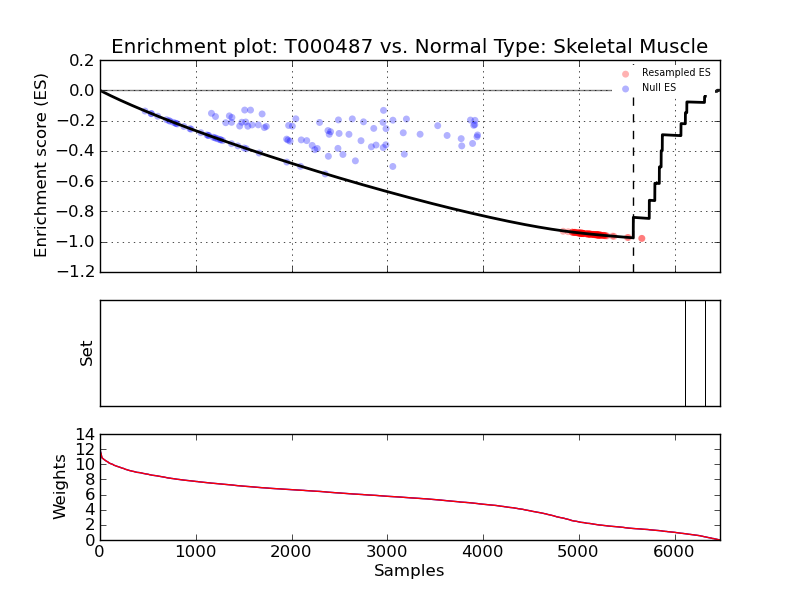 Enrichment plot: T000487 vs. Normal Type: Skeletal Muscle
Enrichment score (ES)
0.2
0.0
−0.2
−0.4
−0.6
−0.8
−1.0
−1.2
Resampled ES
Null ES
Set
Weights
14
12
10
8
6
4
2
0
0 1000 2000 3000 4000 5000 6000
Samples